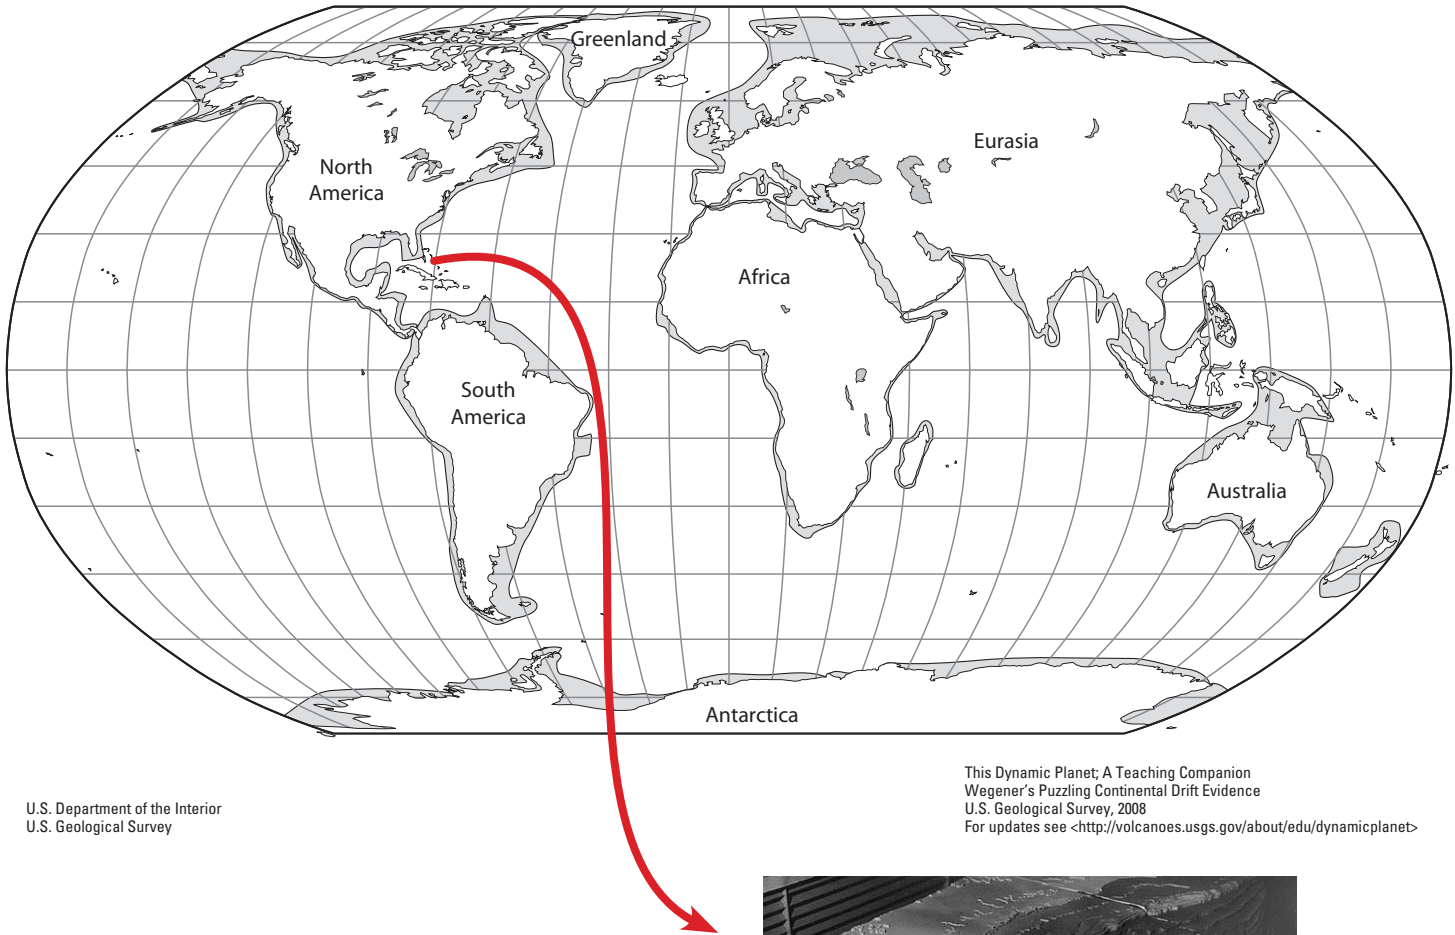 Greenland
Eurasia
North
America
Africa
South
America
Australia
Antarctica
U.S. Department of the Interior
U.S. Geological Survey
This Dynamic Planet; A Teaching Companion
Wegener's Puzzling Continental Drift Evidence
U.S. Geological Survey, 2008
For updates see <http://volcanoes.usgs.gov/about/edu/dynamicplanet>